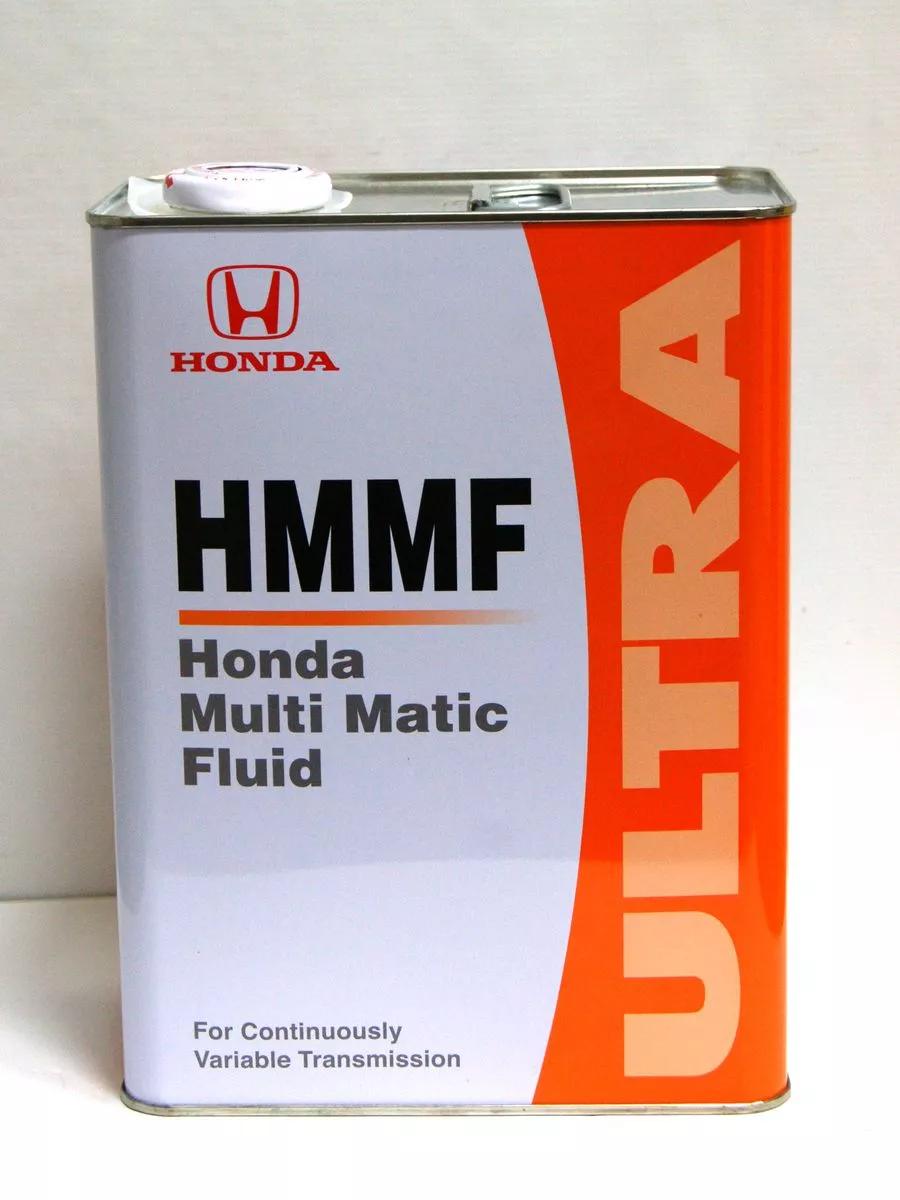 HONDA
HMMF
Honda
Multi Matic
Fluid
For Continuously
Variable Transmission
ULTRA